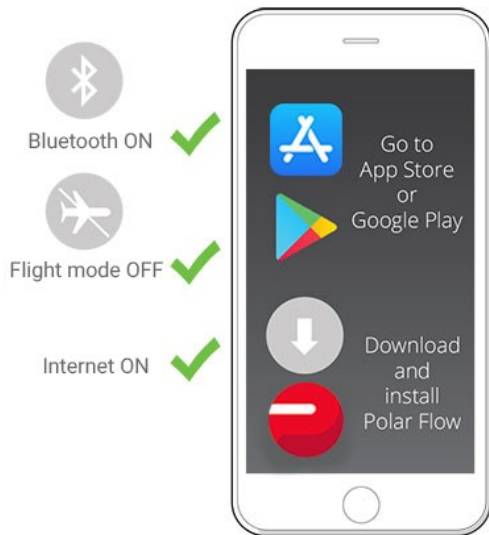 Bluetooth ON
Flight mode OFF
Internet ON
Go to
App Store
or
Google Play
Download
and
install
Polar Flow